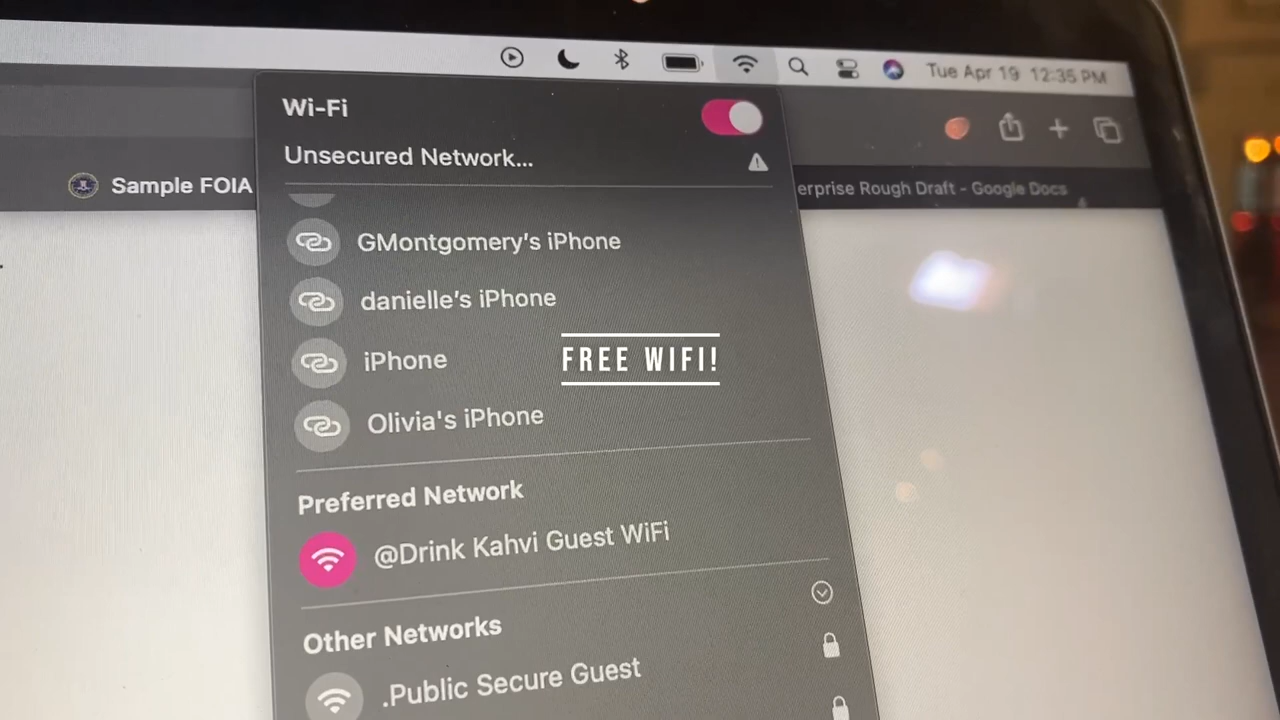 Tue Apr 19 12:35 PM
Wi-Fi
Unsecured Network...
Sample FOIA
erprise Rough Draft - Google Docs
GMontgomery's iPhone
danielle's iPhone
iPhone
FREE WIFI!
Olivia's iPhone
Preferred Network
@Drink Kahvi Guest WiFi
Other Networks
.Public Secure Guest